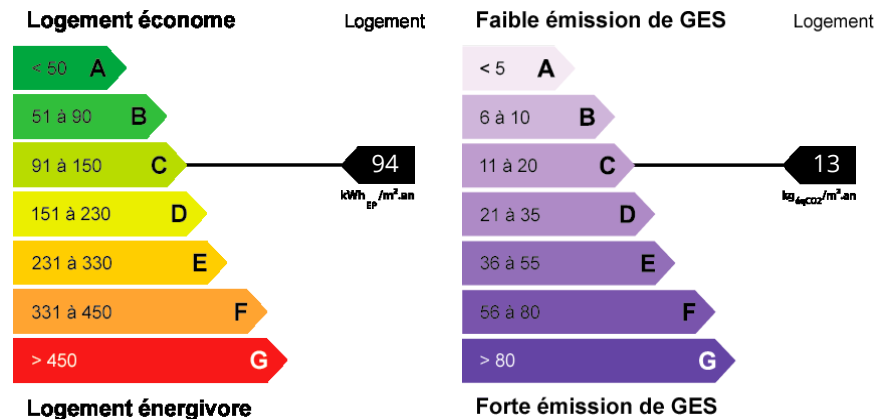 Logement économe Logement
< 50 A
51 à 90 B
91 à 150 C 94
kWhEP/m².an
151 à 230 D
231 à 330 E
331 à 450 F
> 450 G
Logement énergivore
Faible émission de GES Logement
< 5 A
6 à 10 B
11 à 20 C 13
kgéqCO2/m².an
21 à 35 D
36 à 55 E
56 à 80 F
> 80 G
Forte émission de GES